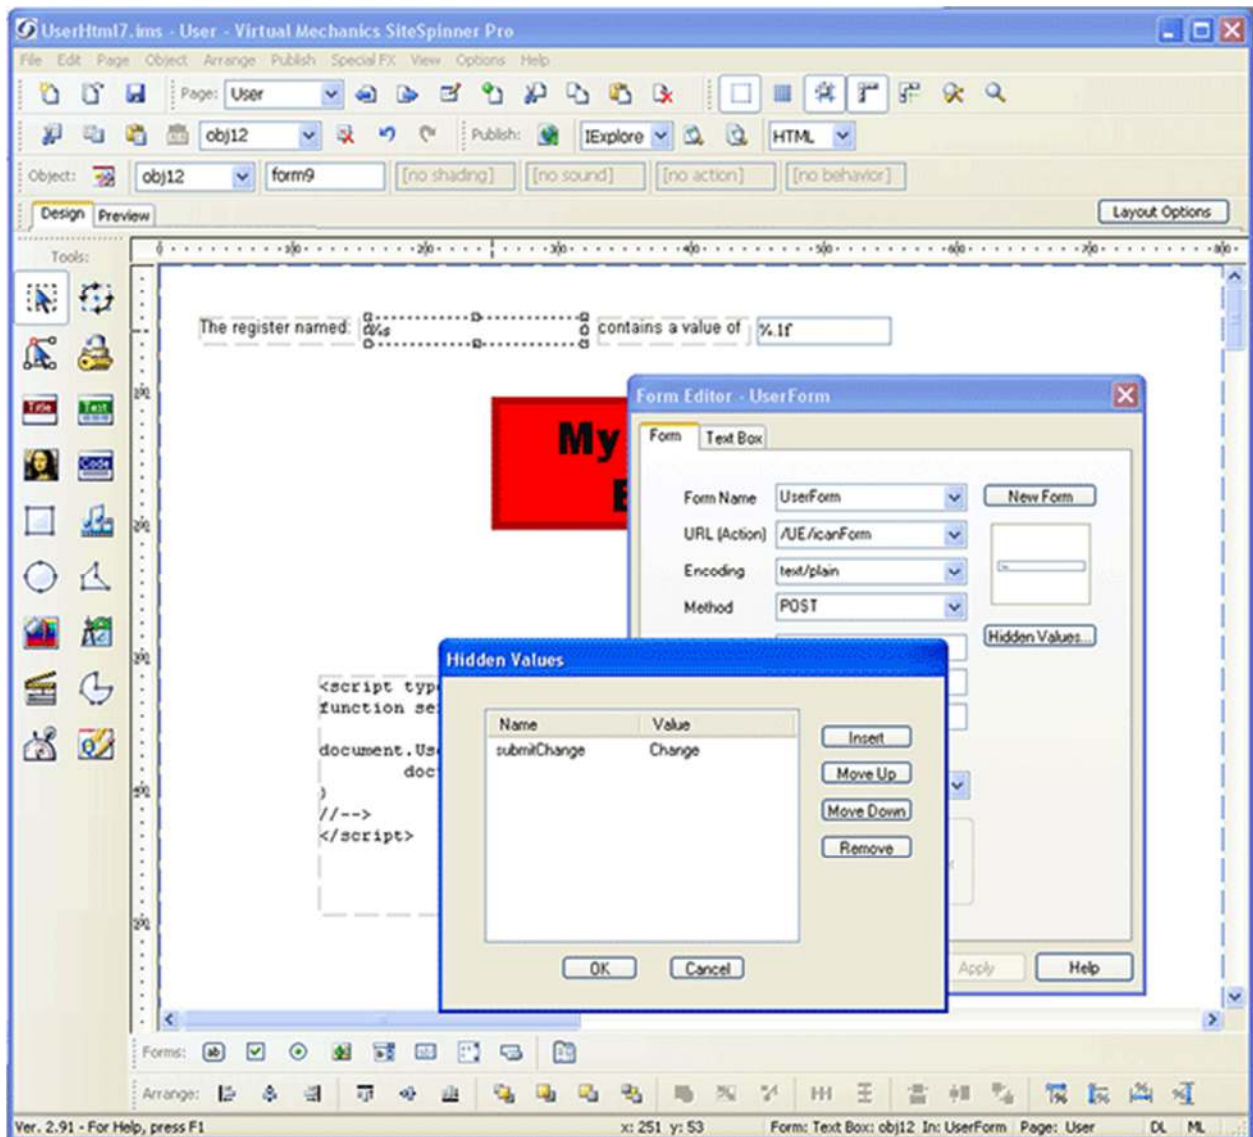 UserHtml7.ims - User - Virtual Mechanics SiteSpinner Pro
File Edit Page Object Arrange Publish Special FX View Options Help
Page: User
obj12 Publish: IExplore HTML
Object: obj12 form9 [no shading] [no sound] [no action] [no behavior]
Design Preview Layout Options
Tools:
The register named: %s contains a value of %.1f
Title Text
Code
My
Form Editor - UserForm
Form Text Box
Form Name UserForm New Form
URL (Action) /UE/icanForm
Encoding text/plain
Method POST
Hidden Values...
Hidden Values
<script typ
function se
document.Us
doc
}
//-->
</script>
Name Value
submitChange Change
Insert
Move Up
Move Down
Remove
OK Cancel
Apply Help
Forms:
Arrange:
Ver. 2.91 - For Help, press F1 x: 251 y: 53 Form: Text Box: obj12 In: UserForm Page: User DL ML